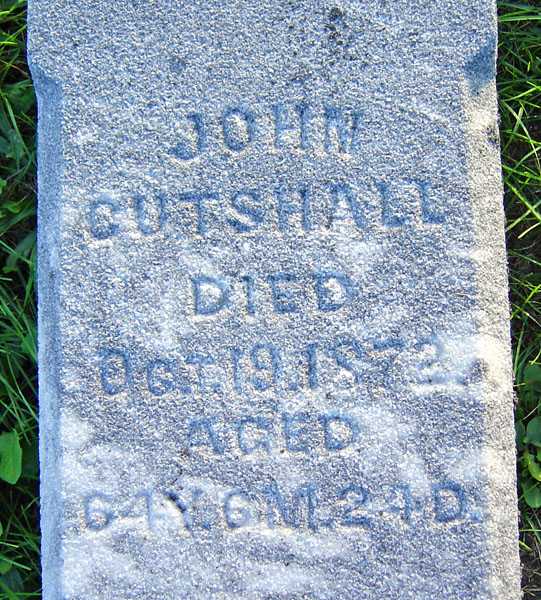 JOHN
CUTSHALL
DIED
OCT. 19. 1872.
AGED
64Y. 6M. 24D.